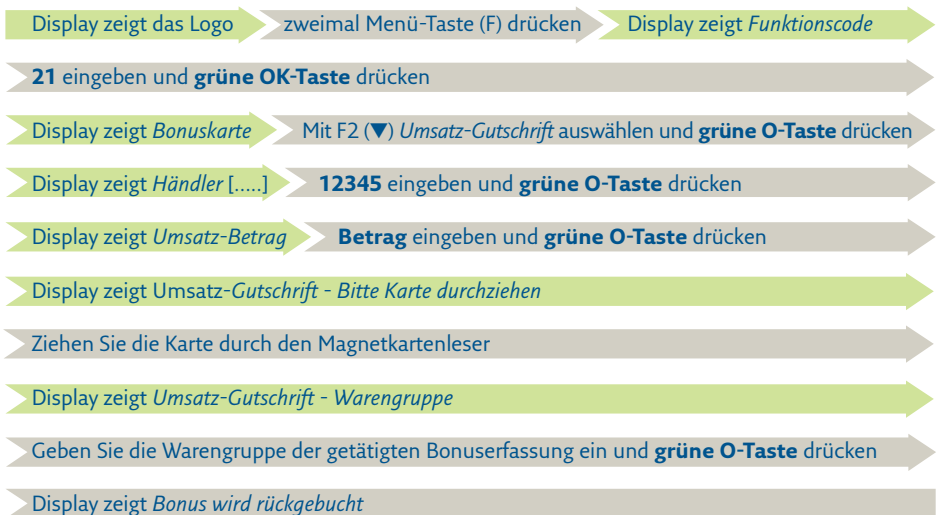 Display zeigt das Logo zweimal Menü-Taste (F) drücken Display zeigt Funktionscode
21 eingeben und grüne OK-Taste drücken
Display zeigt Bonuskarte Mit F2 (▼) Umsatz-Gutschrift auswählen und grüne O-Taste drücken
Display zeigt Händler [.....] 12345 eingeben und grüne O-Taste drücken
Display zeigt Umsatz-Betrag Betrag eingeben und grüne O-Taste drücken
Display zeigt Umsatz-Gutschrift - Bitte Karte durchziehen
Ziehen Sie die Karte durch den Magnetkartenleser
Display zeigt Umsatz-Gutschrift - Warengruppe
Geben Sie die Warengruppe der getätigten Bonuserfassung ein und grüne O-Taste drücken
Display zeigt Bonus wird rückgebucht